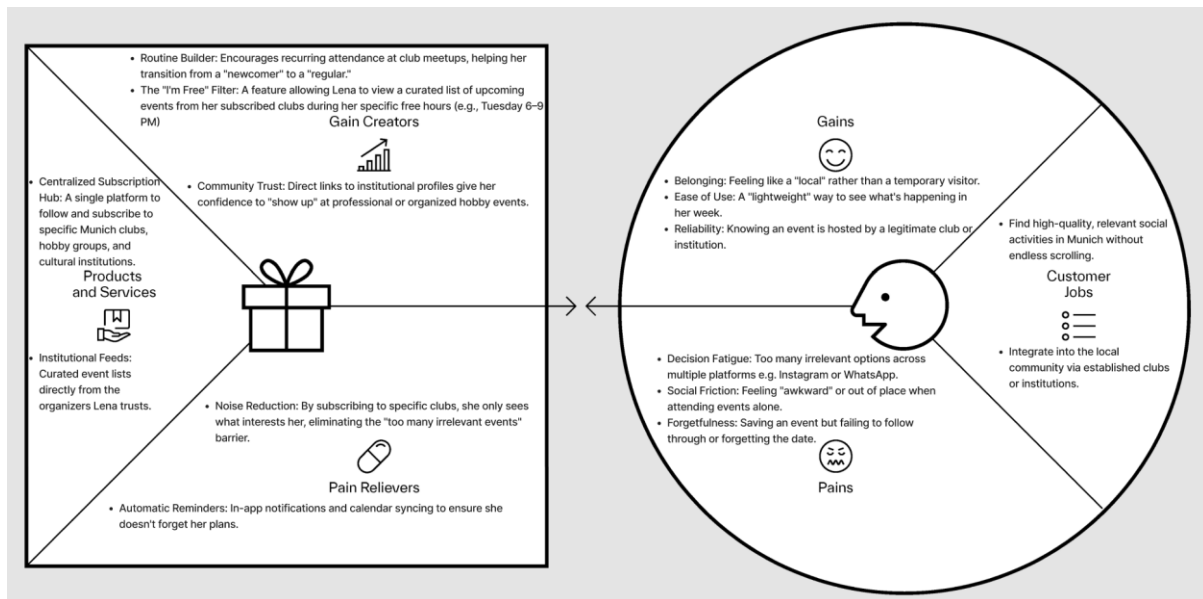 • Routine Builder: Encourages recurring attendance at club meetups, helping her
transition from a "newcomer" to a "regular."
• The "I'm Free" Filter: A feature allowing Lena to view a curated list of upcoming
events from her subscribed clubs during her specific free hours (e.g., Tuesday 6–9
PM)
Gain Creators
• Community Trust: Direct links to institutional profiles give her
confidence to "show up" at professional or organized hobby events.
• Centralized Subscription
Hub: A single platform to
follow and subscribe to
specific Munich clubs,
hobby groups, and
cultural institutions.
Products
and Services
• Institutional Feeds:
Curated event lists
directly from the
organizers Lena trusts.
• Noise Reduction: By subscribing to specific clubs, she only sees
what interests her, eliminating the "too many irrelevant events"
barrier.
Pain Relievers
• Automatic Reminders: In-app notifications and calendar syncing to ensure she
doesn't forget her plans.
Gains
• Belonging: Feeling like a "local" rather than a temporary visitor.
• Ease of Use: A "lightweight" way to see what's happening in
her week.
• Reliability: Knowing an event is hosted by a legitimate club or
institution.
• Find high-quality, relevant social
activities in Munich without
endless scrolling.
Customer
Jobs
• Integrate into the local
community via established clubs
or institutions.
• Decision Fatigue: Too many irrelevant options across
multiple platforms e.g. Instagram or WhatsApp.
• Social Friction: Feeling "awkward" or out of place when
attending events alone.
• Forgetfulness: Saving an event but failing to follow
through or forgetting the date.
Pains